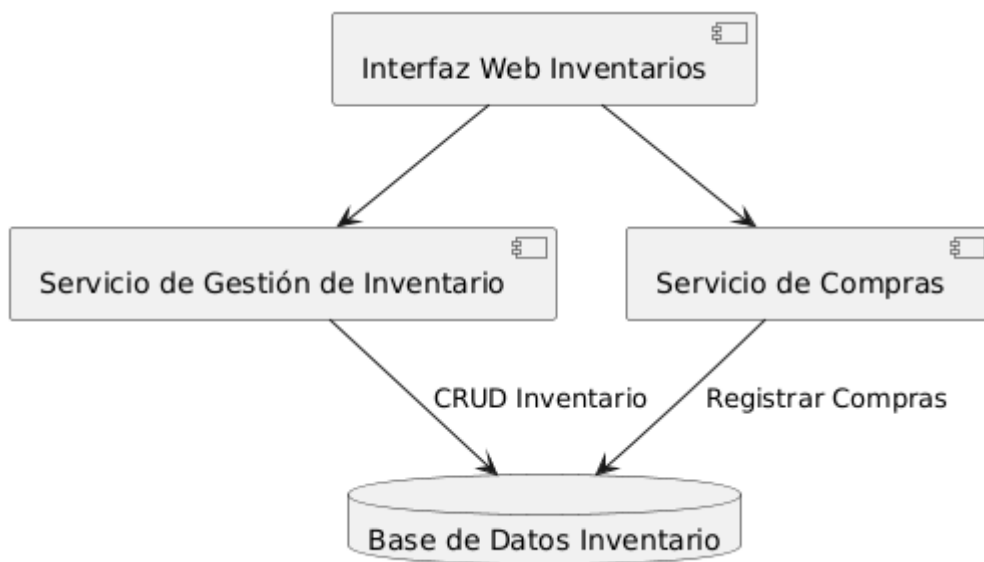 Interfaz Web Inventarios
Servicio de Gestión de Inventario
Servicio de Compras
CRUD Inventario
Registrar Compras
Base de Datos Inventario